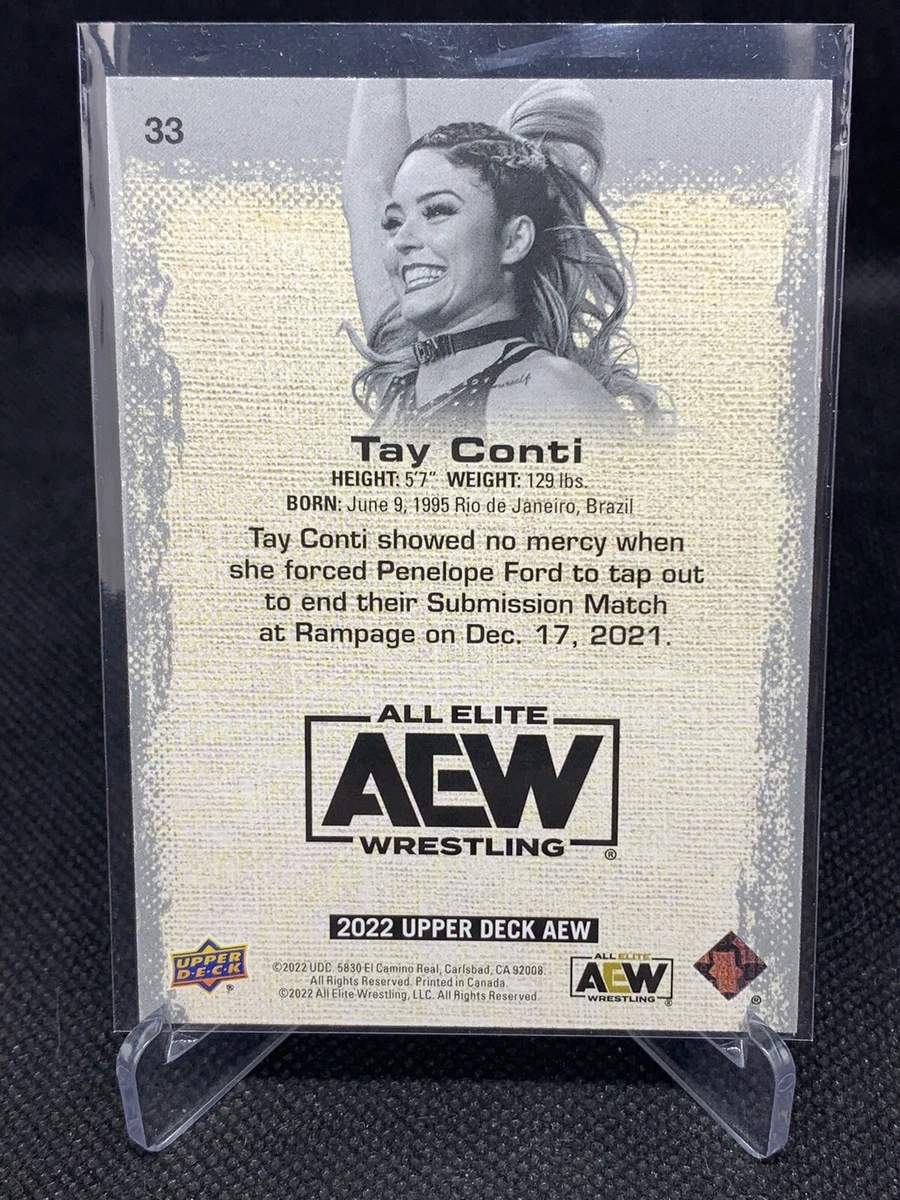 33
Tay Conti
HEIGHT: 5'7" WEIGHT: 129 lbs.
BORN: June 9, 1995 Rio de Janeiro, Brazil
Tay Conti showed no mercy when
she forced Penelope Ford to tap out
to end their Submission Match
at Rampage on Dec. 17, 2021.
ALL ELITE
AEW
WRESTLING ®
2022 UPPER DECK AEW
UPPER
D·E·C·K ®
©2022 UDC. 5830 El Camino Real, Carlsbad, CA 92008.
All Rights Reserved. Printed in Canada.
©2022 All Elite Wrestling, LLC. All Rights Reserved.
ALL ELITE
AEW
WRESTLING ®
®